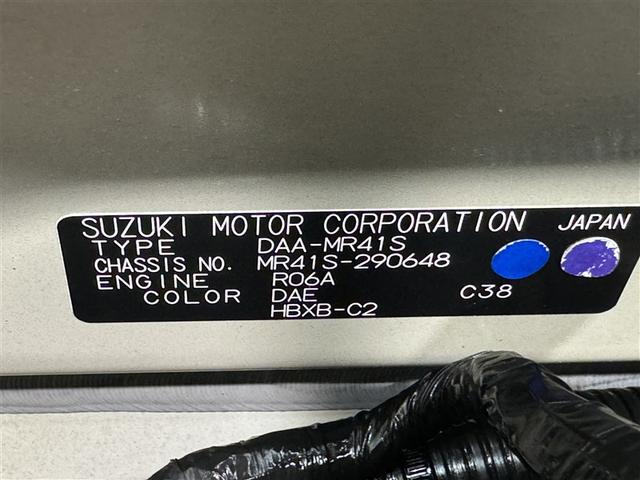 SUZUKI MOTOR CORPORATION JAPAN
TYPE DAA-MR41S
CHASSIS NO. MR41S-290648
ENGINE R06A
COLOR DAE C38
HBXB-C2